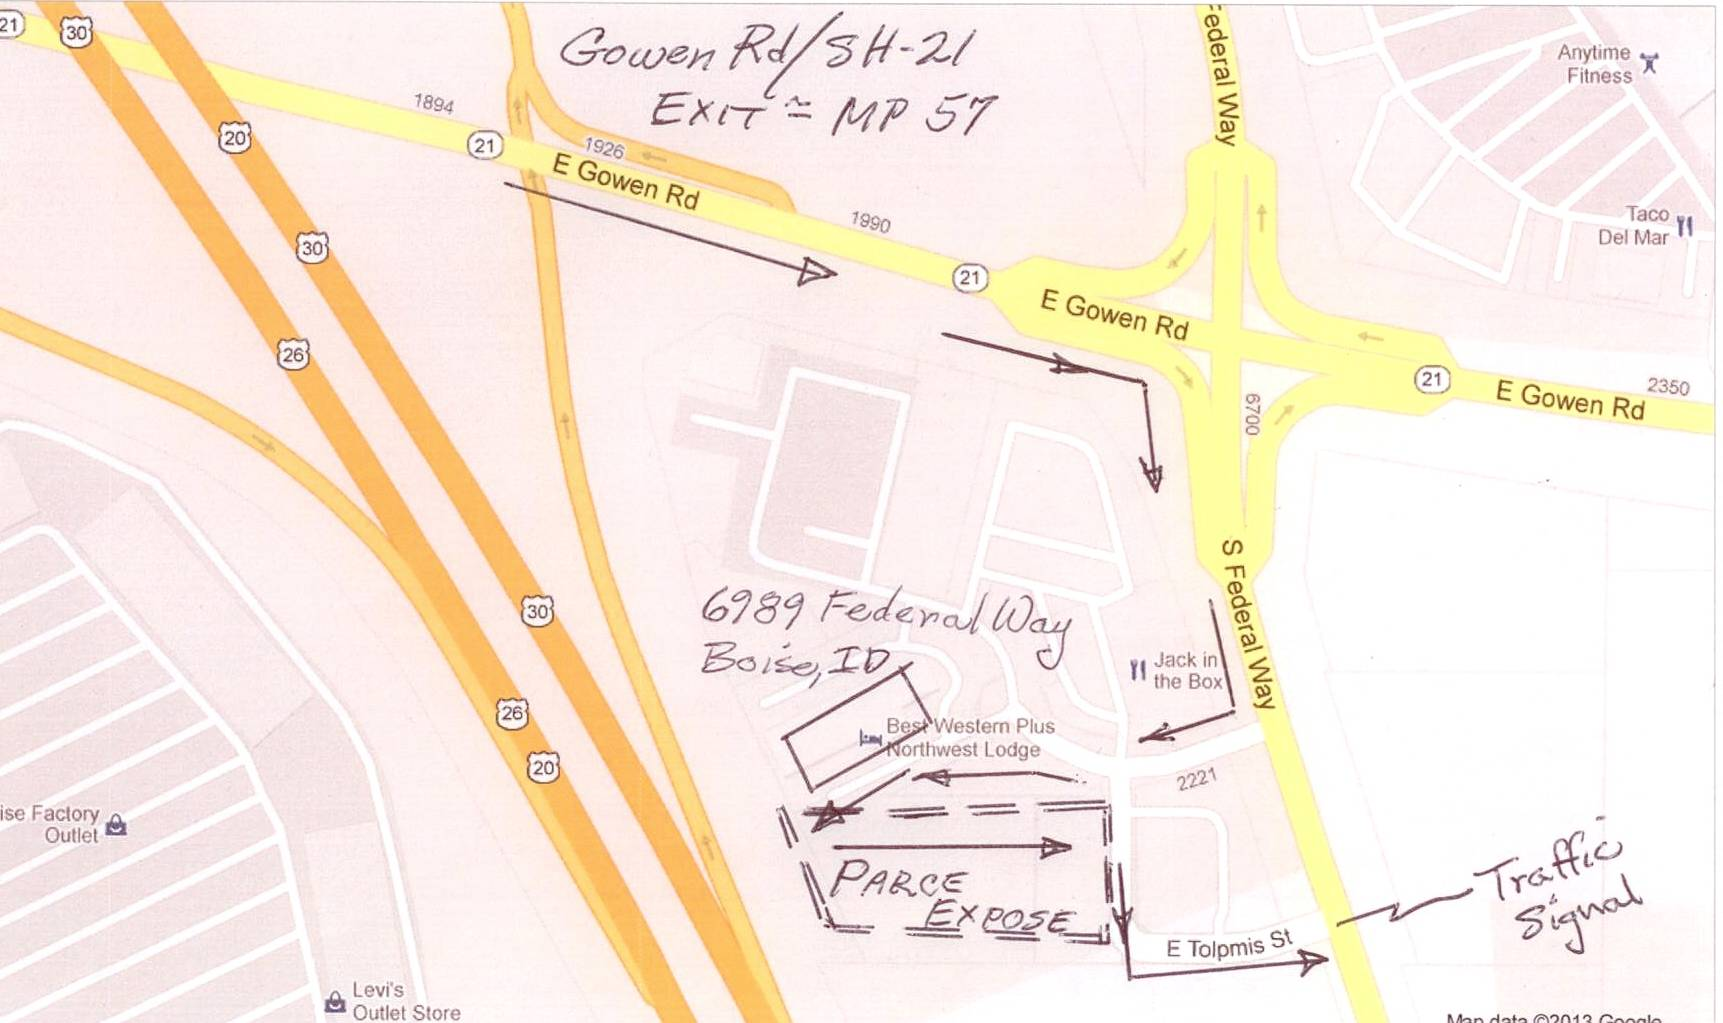 21
30
Gowen Rd/SH-21
EXIT ≈ MP 57
Federal Way
Anytime
Fitness
1894
20
21
1926
E Gowen Rd
1990
Taco
Del Mar
30
21
E Gowen Rd
26
21
2350
E Gowen Rd
6700
S Federal Way
30
6989 Federal Way
Boise, ID
Jack in
the Box
26
Best Western Plus
Northwest Lodge
20
2221
ise Factory
Outlet
PARCE
EXPOSE
Traffic
Signal
E Tolpmis St
Levi's
Outlet Store
Map data ©2013 Google